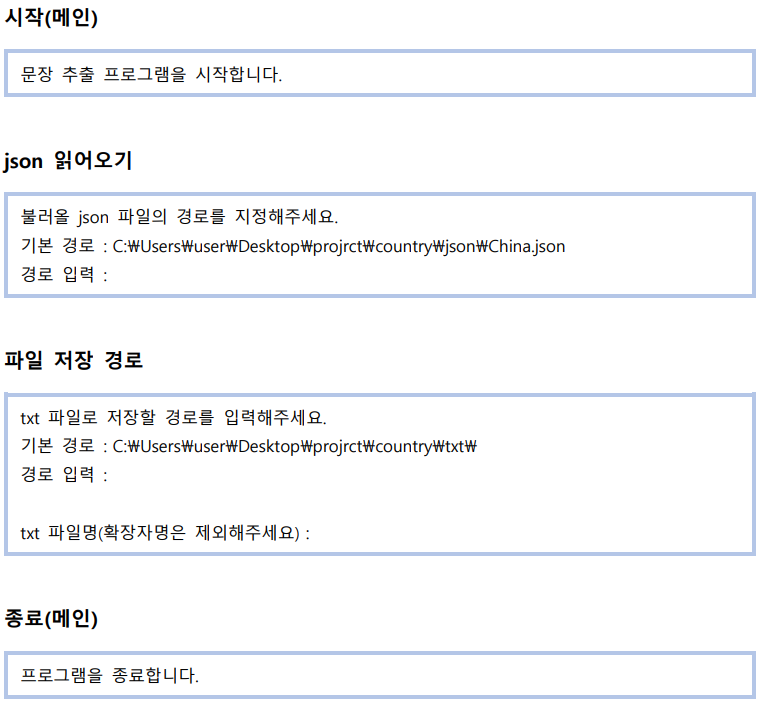 시작(메인)
문장 추출 프로그램을 시작합니다.
json 읽어오기
불러올 json 파일의 경로를 지정해주세요.
기본 경로 : C:₩Users₩user₩Desktop₩projrct₩country₩json₩China.json
경로 입력 :
파일 저장 경로
txt 파일로 저장할 경로를 입력해주세요.
기본 경로 : C:₩Users₩user₩Desktop₩projrct₩country₩txt₩
경로 입력 :
txt 파일명(확장자명은 제외해주세요) :
종료(메인)
프로그램을 종료합니다.